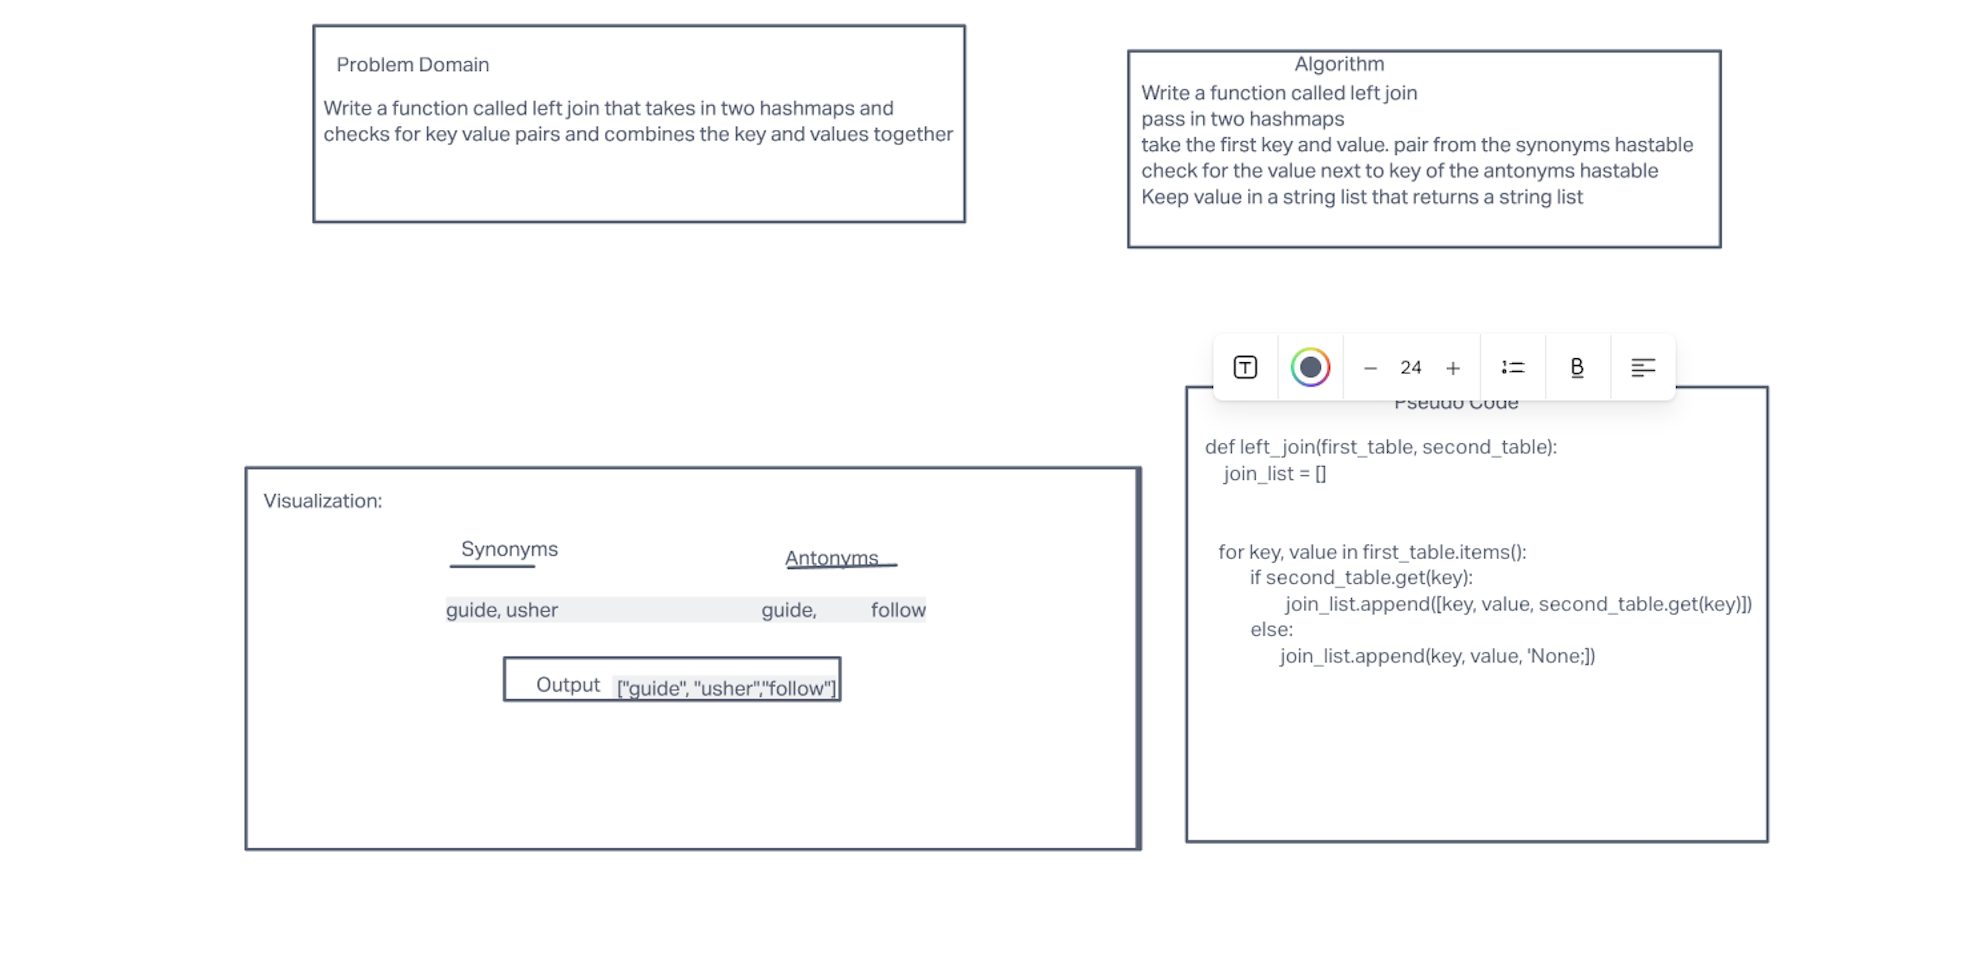 Problem Domain
Write a function called left join that takes in two hashmaps and
checks for key value pairs and combines the key and values together
Algorithm
Write a function called left join
pass in two hashmaps
take the first key and value. pair from the synonyms hastable
check for the value next to key of the antonyms hastable
Keep value in a string list that returns a string list
24
B
Pseudo Code
def left_join(first_table, second_table):
join_list = []
for key, value in first_table.items():
if second_table.get(key):
join_list.append([key, value, second_table.get(key)])
else:
join_list.append(key, value, 'None;])
Visualization:
Synonyms
Antonyms
guide, usher
guide, follow
Output ["guide", "usher","follow"]